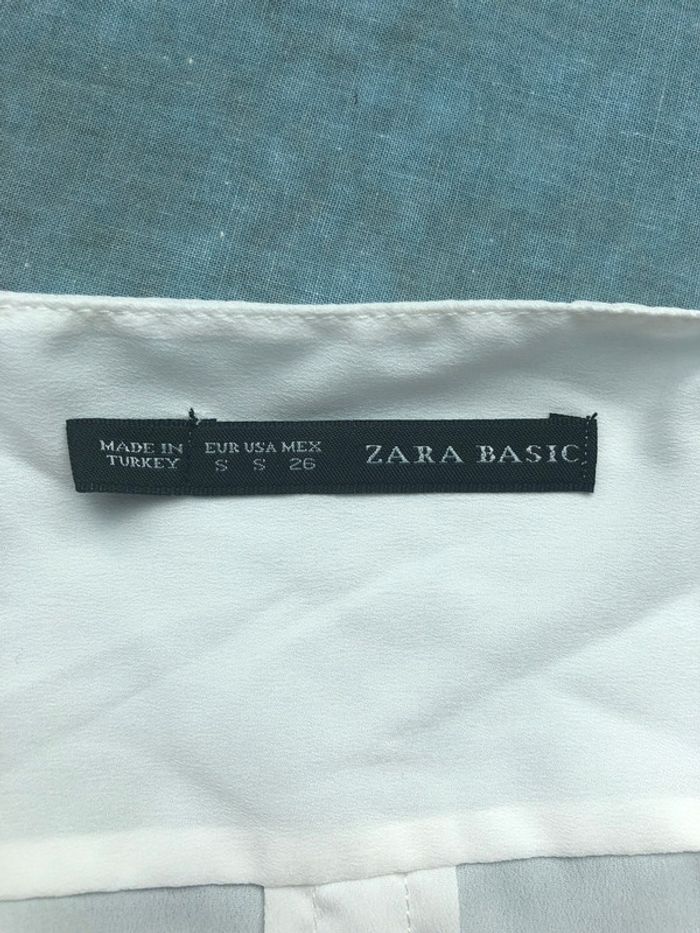 MADE IN
TURKEY
EUR USA MEX
S S 26
ZARA BASIC